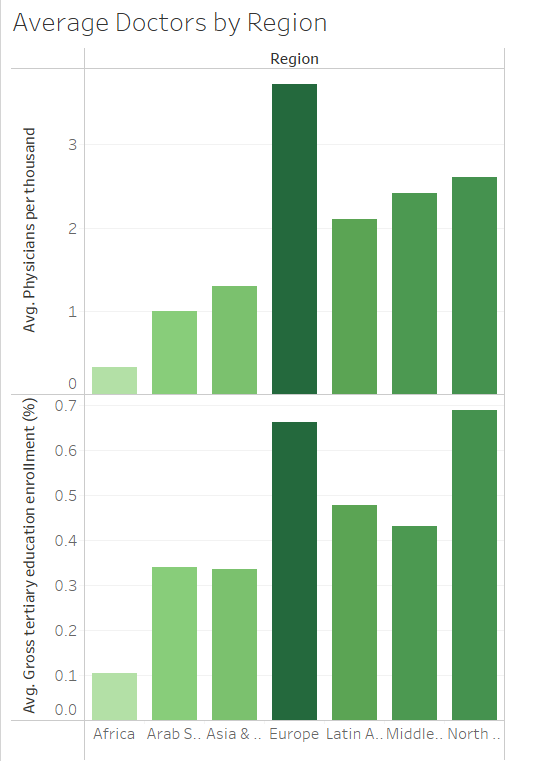 Average Doctors by Region
Region
Avg. Physicians per thousand
3
2
1
0
Avg. Gross tertiary education enrollment (%)
0.7
0.6
0.5
0.4
0.3
0.2
0.1
0.0
Africa Arab S.. Asia & .. Europe Latin A.. Middle.. North ..